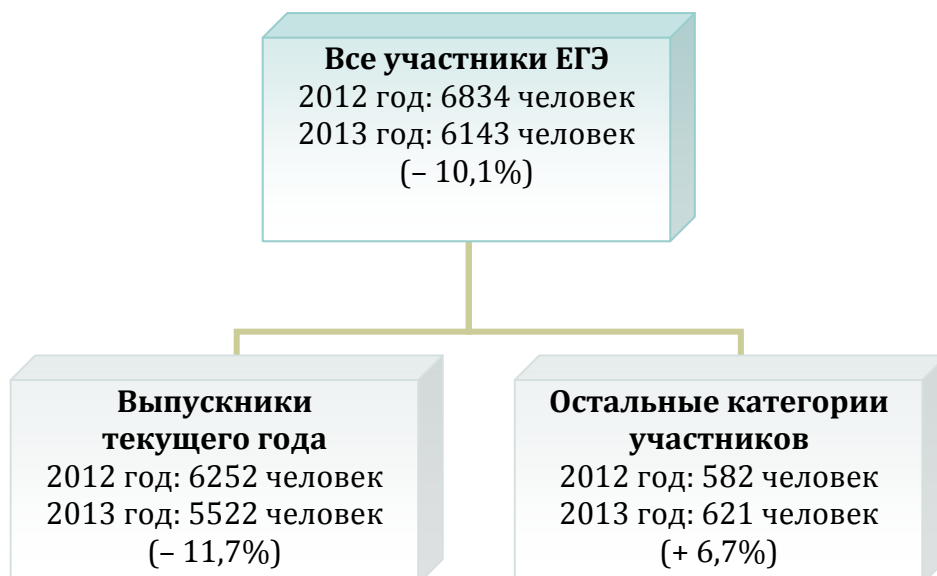 Все участники ЕГЭ
2012 год: 6834 человек
2013 год: 6143 человек
(– 10,1%)
Выпускники
текущего года
2012 год: 6252 человек
2013 год: 5522 человек
(– 11,7%)
Остальные категории
участников
2012 год: 582 человек
2013 год: 621 человек
(+ 6,7%)